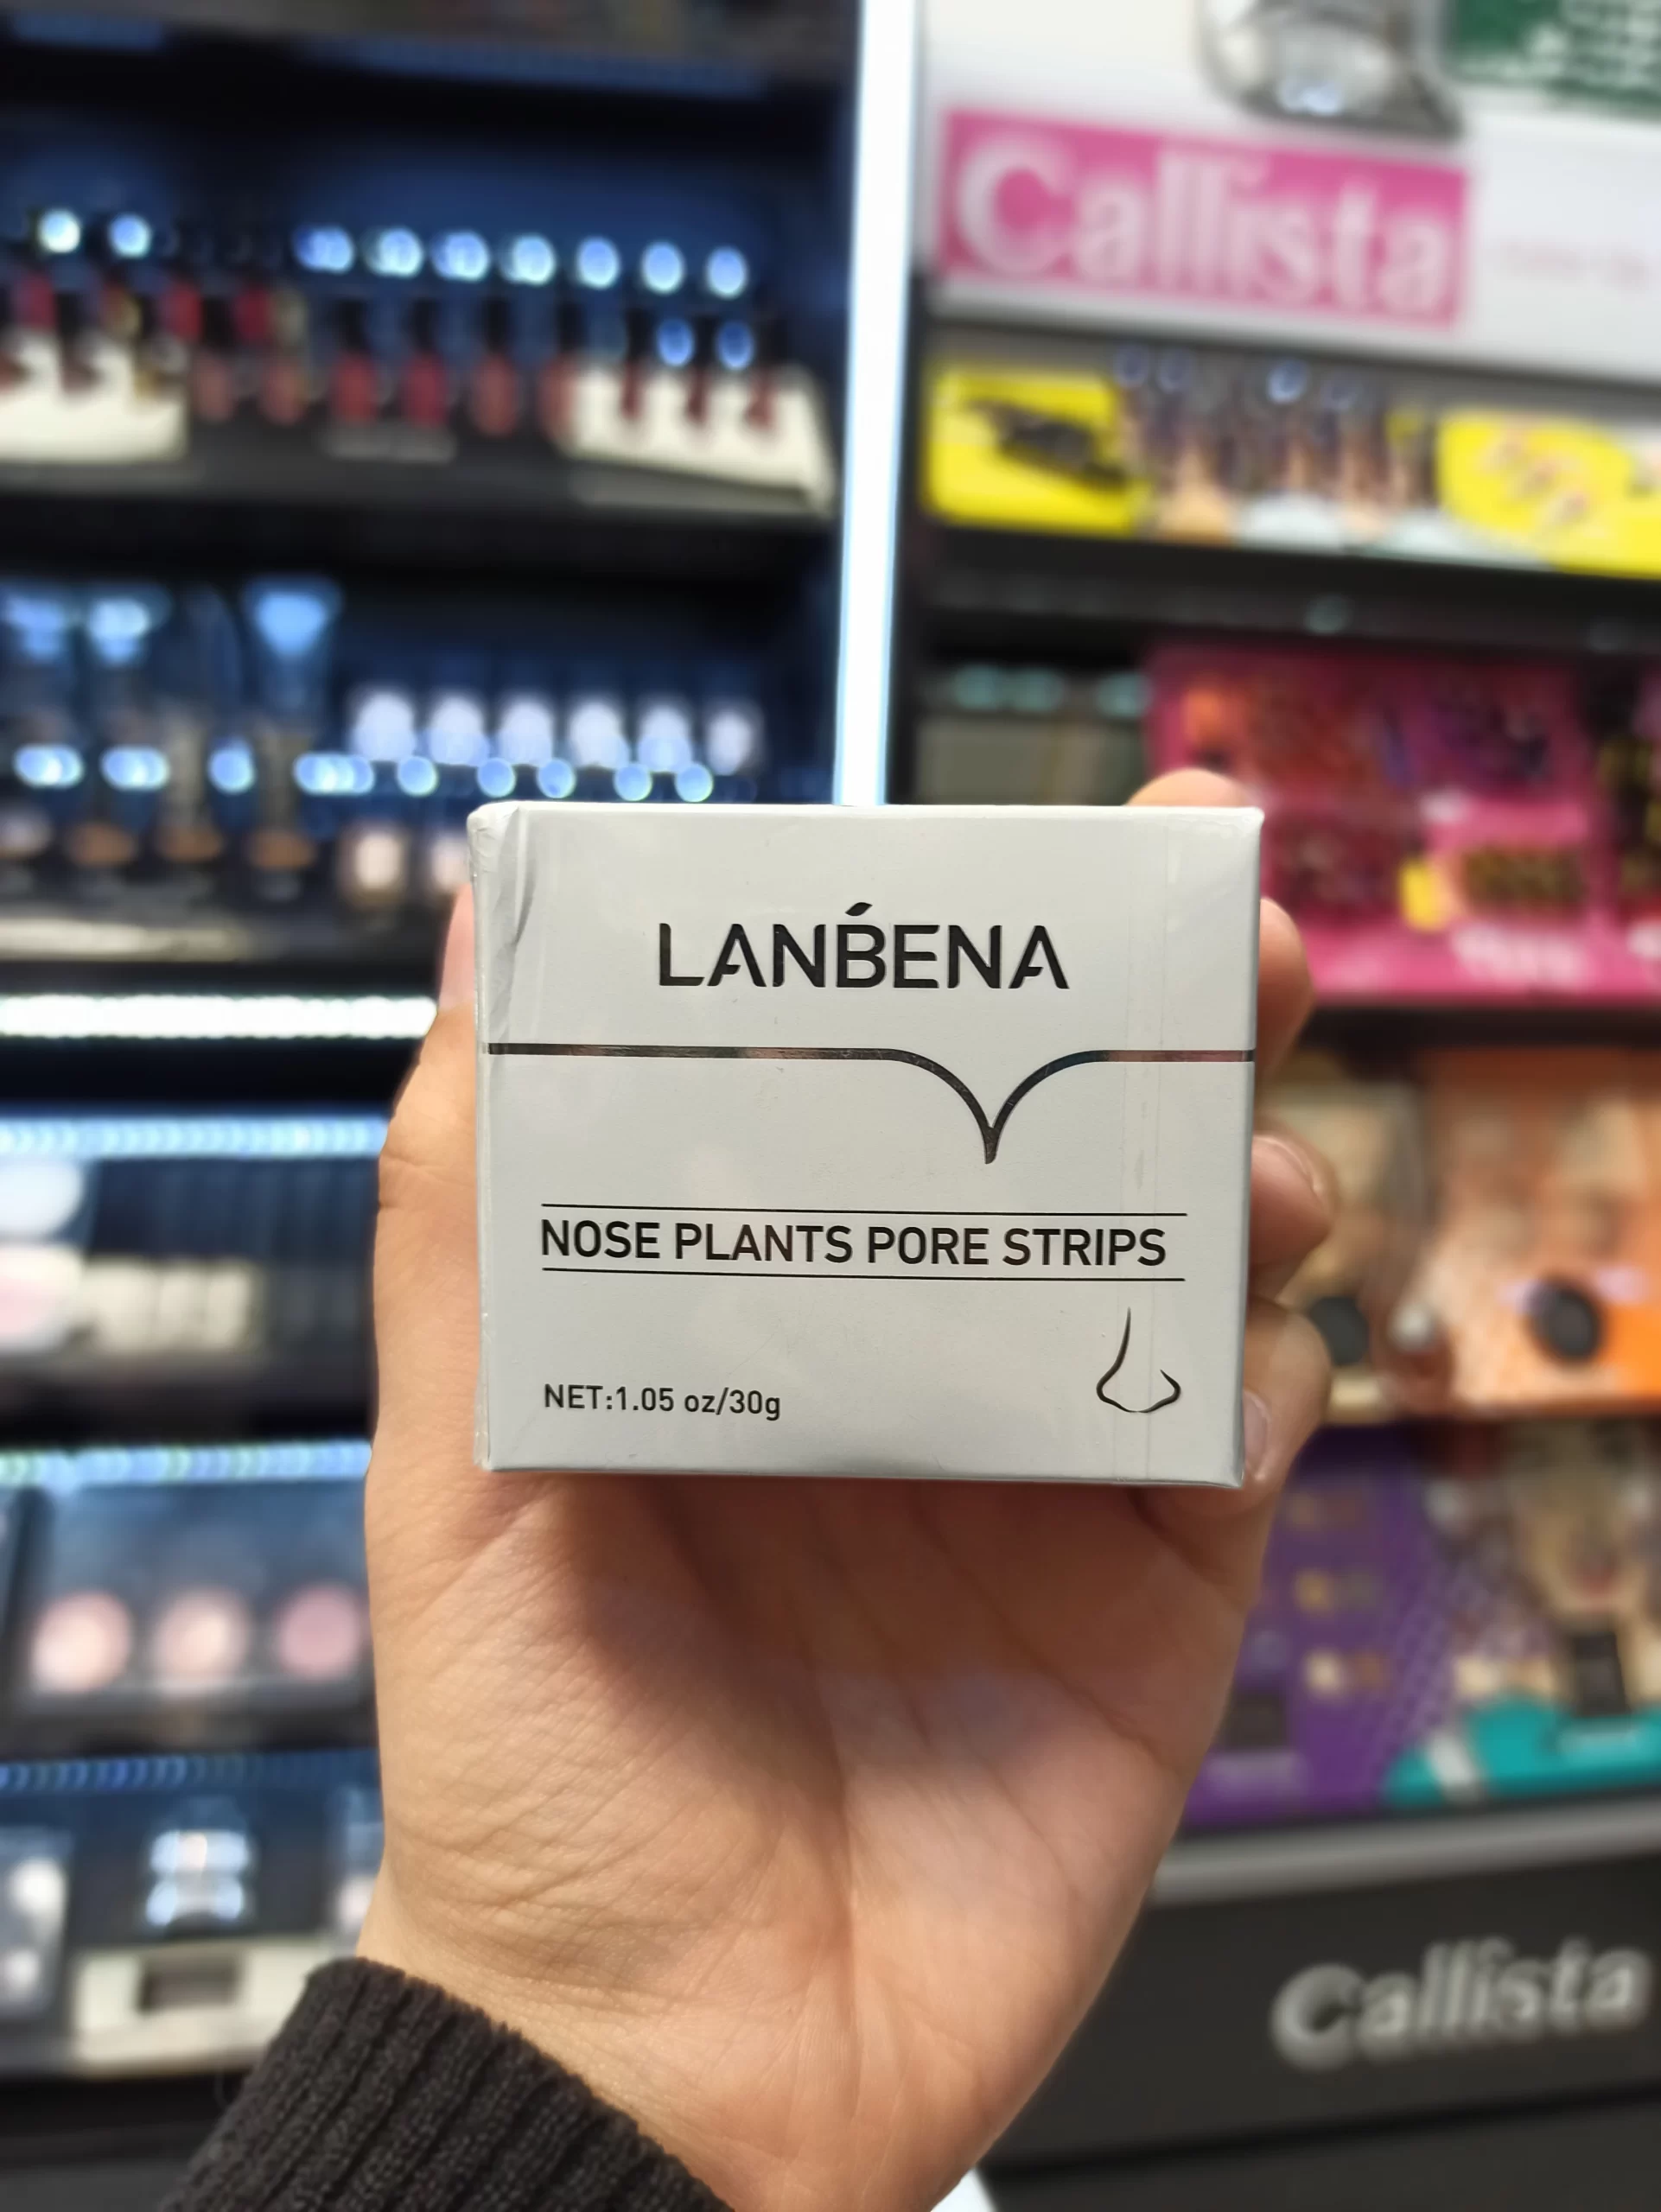 Callista
LANBENA
NOSE PLANTS PORE STRIPS
NET:1.05 oz/30g
Callista